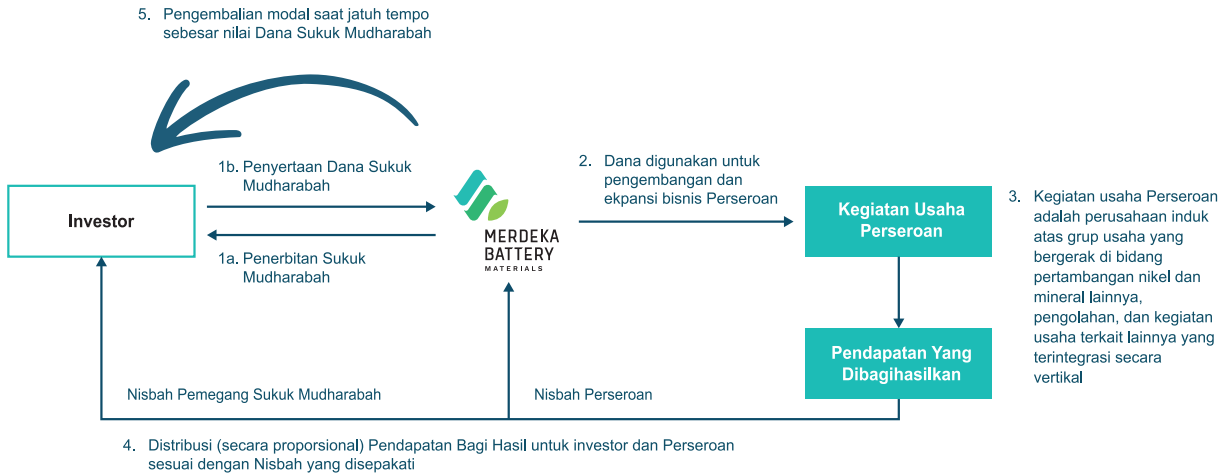 5. Pengembalian modal saat jatuh tempo
sebesar nilai Dana Sukuk Mudharabah
1b. Penyertaan Dana Sukuk
Mudharabah
Investor
1a. Penerbitan Sukuk
Mudharabah
MERDEKA
BATTERY
MATERIALS
2. Dana digunakan untuk
pengembangan dan
ekpansi bisnis Perseroan
Kegiatan Usaha
Perseroan
3. Kegiatan usaha Perseroan
adalah perusahaan induk
atas grup usaha yang
bergerak di bidang
pertambangan nikel dan
mineral lainnya,
pengolahan, dan kegiatan
usaha terkait lainnya yang
terintegrasi secara
vertikal
Pendapatan Yang
Dibagihasilkan
Nisbah Pemegang Sukuk Mudharabah
Nisbah Perseroan
4. Distribusi (secara proporsional) Pendapatan Bagi Hasil untuk investor dan Perseroan
sesuai dengan Nisbah yang disepakati